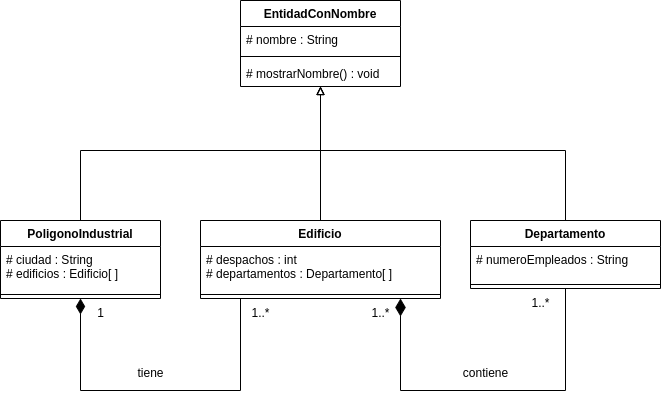 EntidadConNombre
# nombre : String
# mostrarNombre() : void
PoligonoIndustrial
# ciudad : String
# edificios : Edificio[ ]
Edificio
# despachos : int
# departamentos : Departamento[ ]
Departamento
# numeroEmpleados : String
1
1..*
1..*
1..*
tiene
contiene